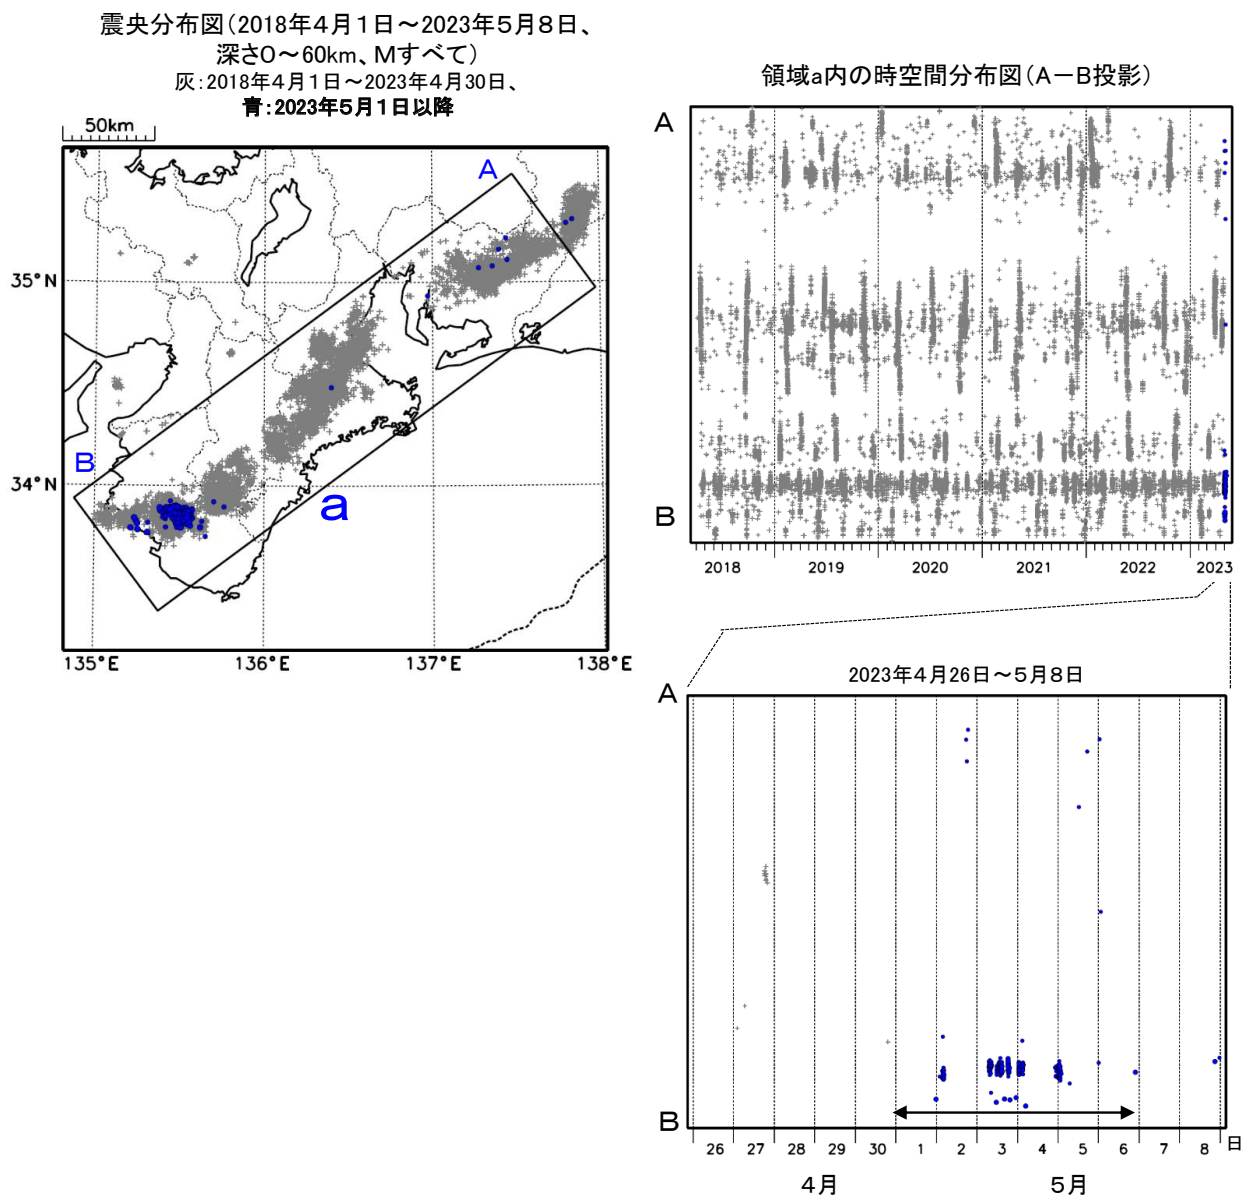 震央分布図(2018年4月1日～2023年5月8日、
深さ0～60km、Mすべて)
灰:2018年4月1日～2023年4月30日、
青:2023年5月1日以降
50km
A
35°N
B
34°N
a
135°E 136°E 137°E 138°E
領域a内の時空間分布図(A－B投影)
A
B
2018 2019 2020 2021 2022 2023
2023年4月26日～5月8日
A
B
26 27 28 29 30 1 2 3 4 5 6 7 8 日
4月 5月